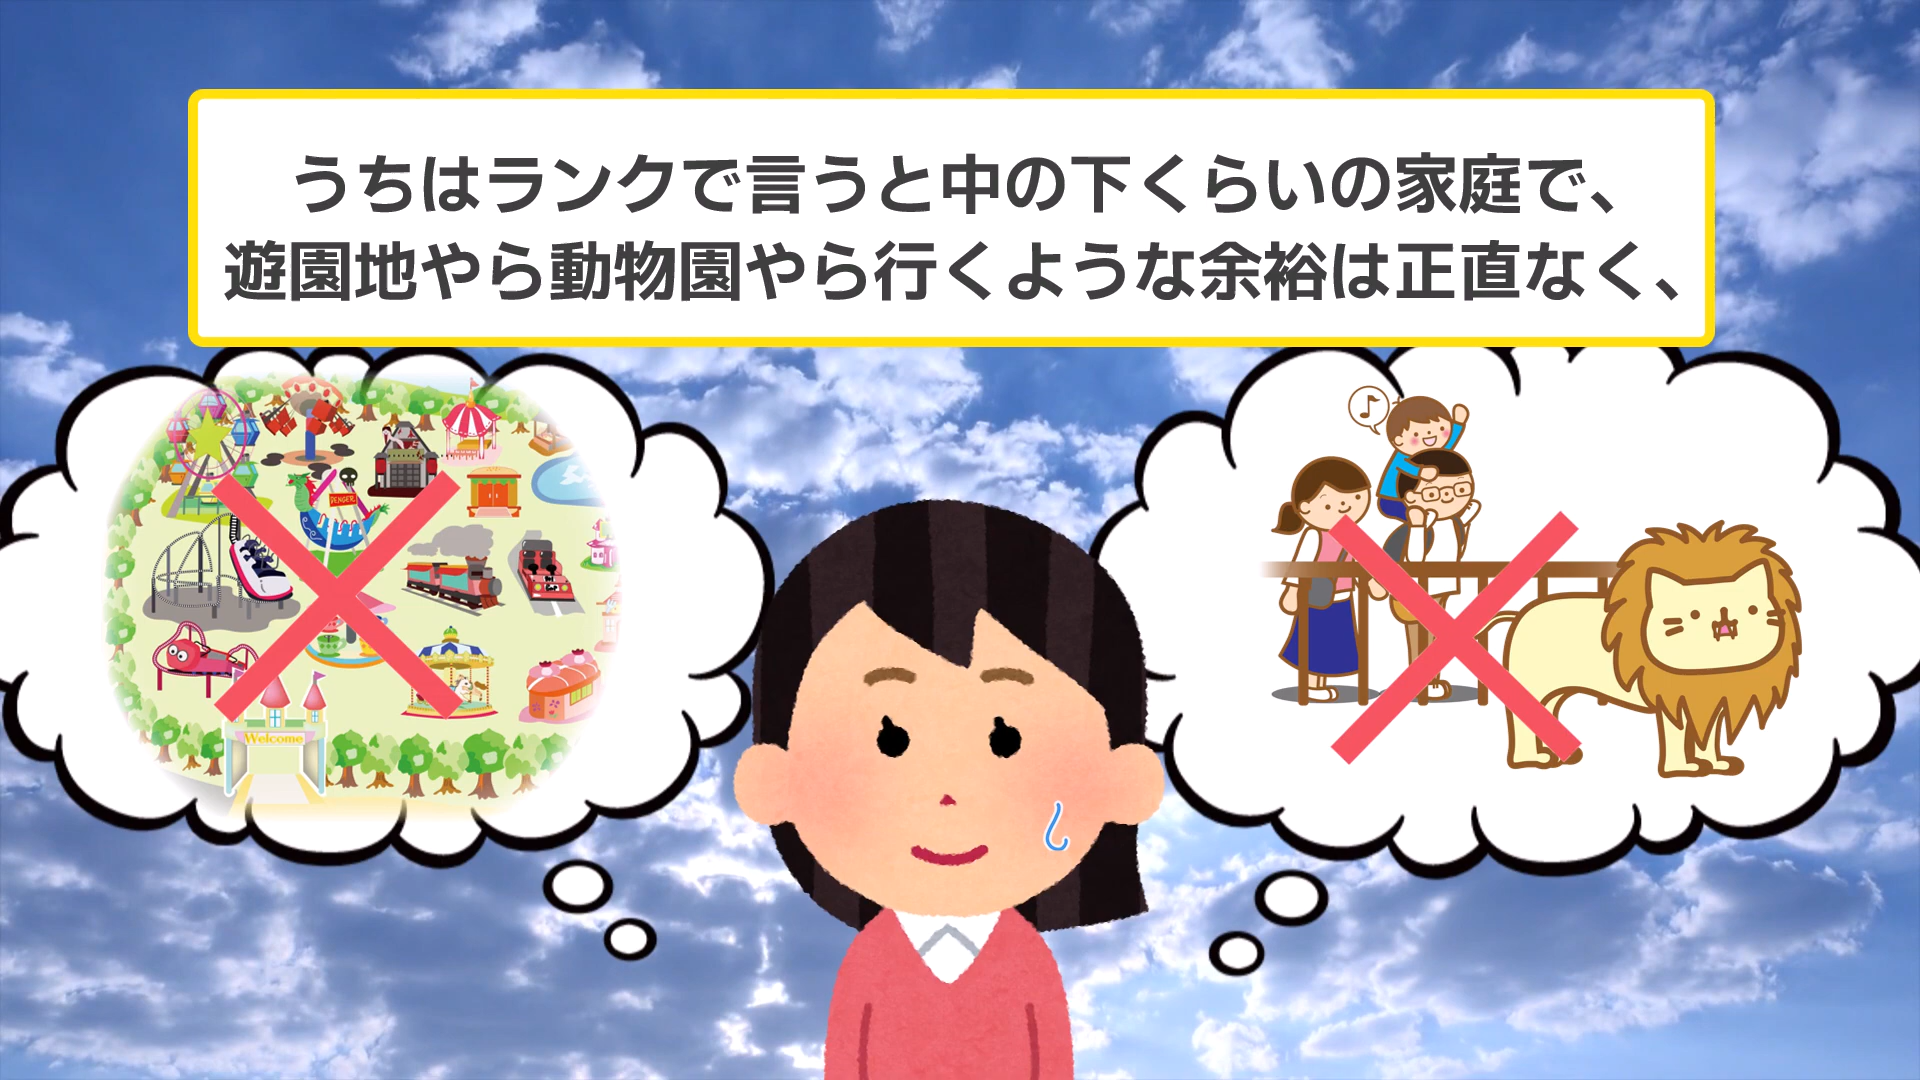 うちはランクで言うと中の下くらいの家庭で、
遊園地やら動物園やら行くような余裕は正直なく、
DENGER
Welcome